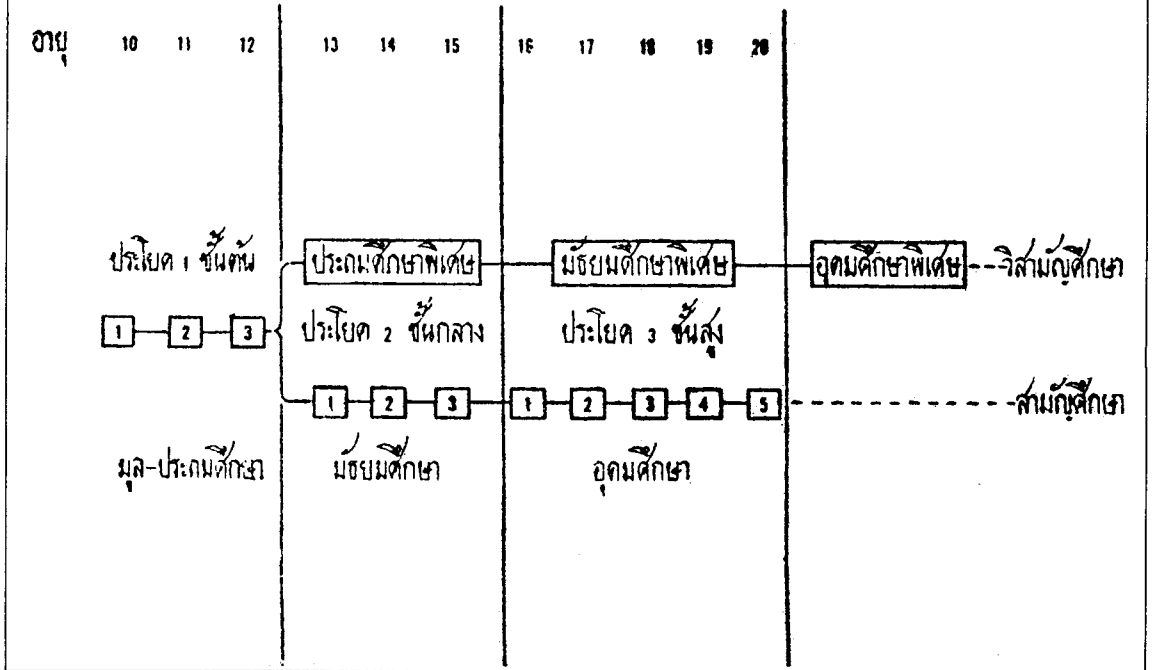 อายุ 10 11 12 13 14 15 16 17 18 19 20
ประโยค 1 ชั้นต้น ประถมศึกษาพิเศษ มัธยมศึกษาพิเศษ อุดมศึกษาพิเศษ วิสามัญศึกษา
1 2 3 ประโยค 2 ชั้นกลาง ประโยค 3 ชั้นสูง
1 2 3 1 2 3 4 5 สามัญศึกษา
มูล-ประถมศึกษา มัธยมศึกษา อุดมศึกษา